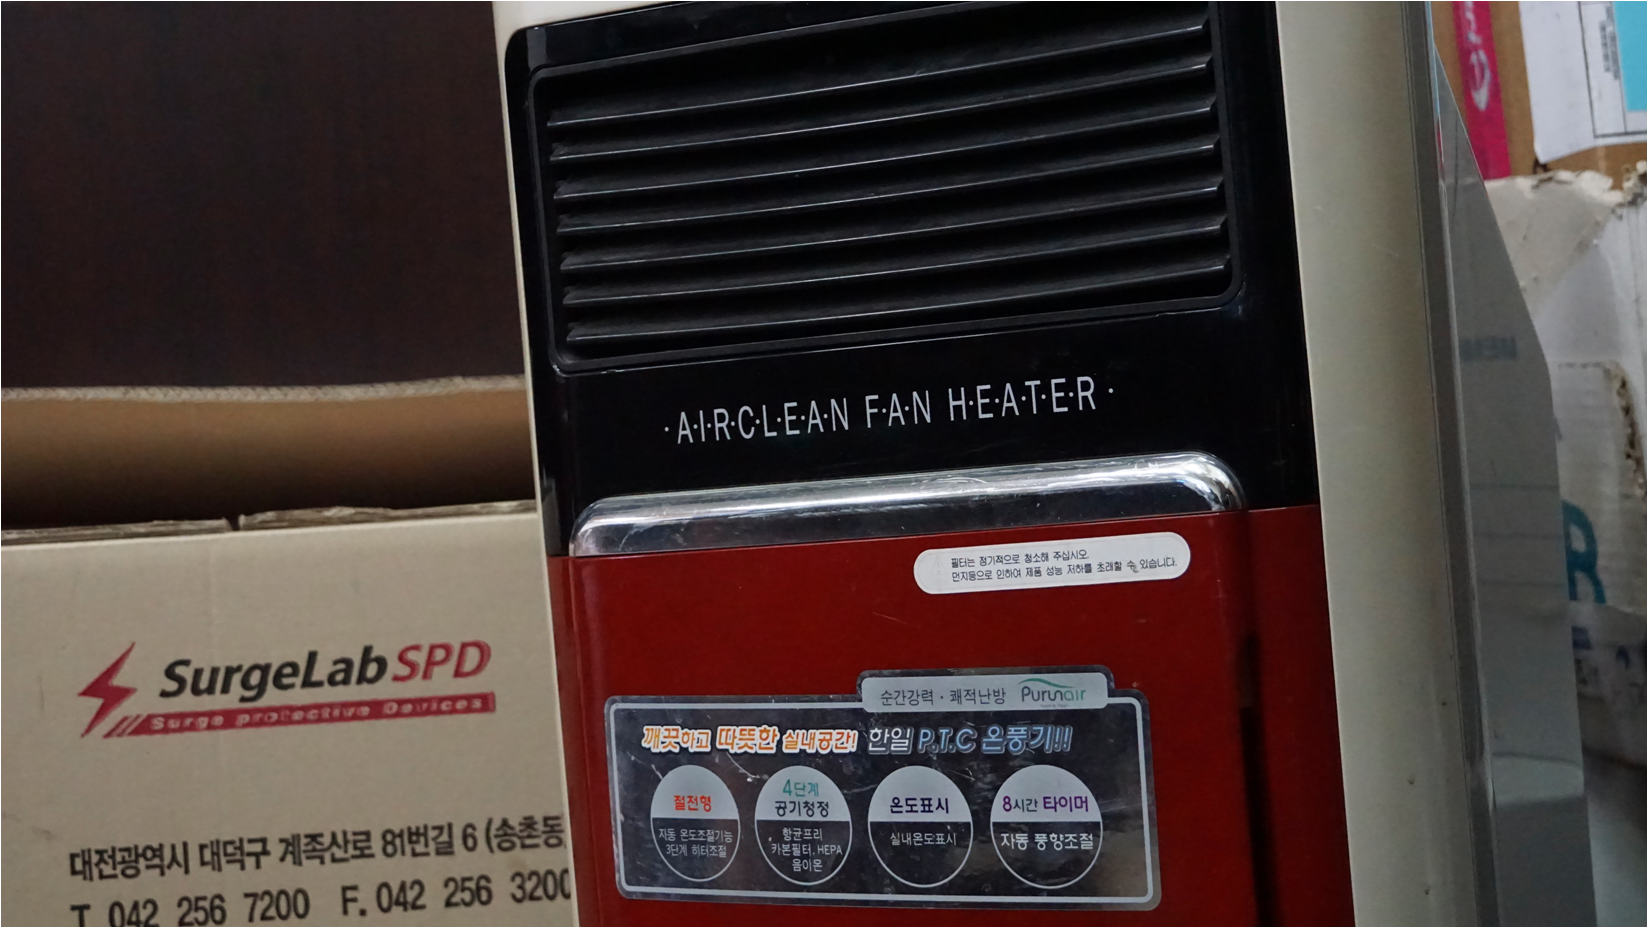 ·A·I·R·C·L·E·A·N F·A·N H·E·A·T·E·R·
필터는 정기적으로 청소해 주십시오.
먼지등으로 인하여 제품 성능 저하를 초래할 수 있습니다.
순간강력·쾌적난방 Purunair
깨끗하고 따뜻한 실내공간! 한일 P.T.C 온풍기!!
절전형
자동 온도조절기능
3단계 히터조절
4단계
공기청정
항균프리
카본필터, HEPA
음이온
온도표시
실내온도표시
8시간 타이머
자동 풍향조절
SurgeLab SPD
Surge protective Devices
대전광역시 대덕구 계족산로 81번길 6 (송촌동
T. 042 256 7200 F. 042 256 3200
R